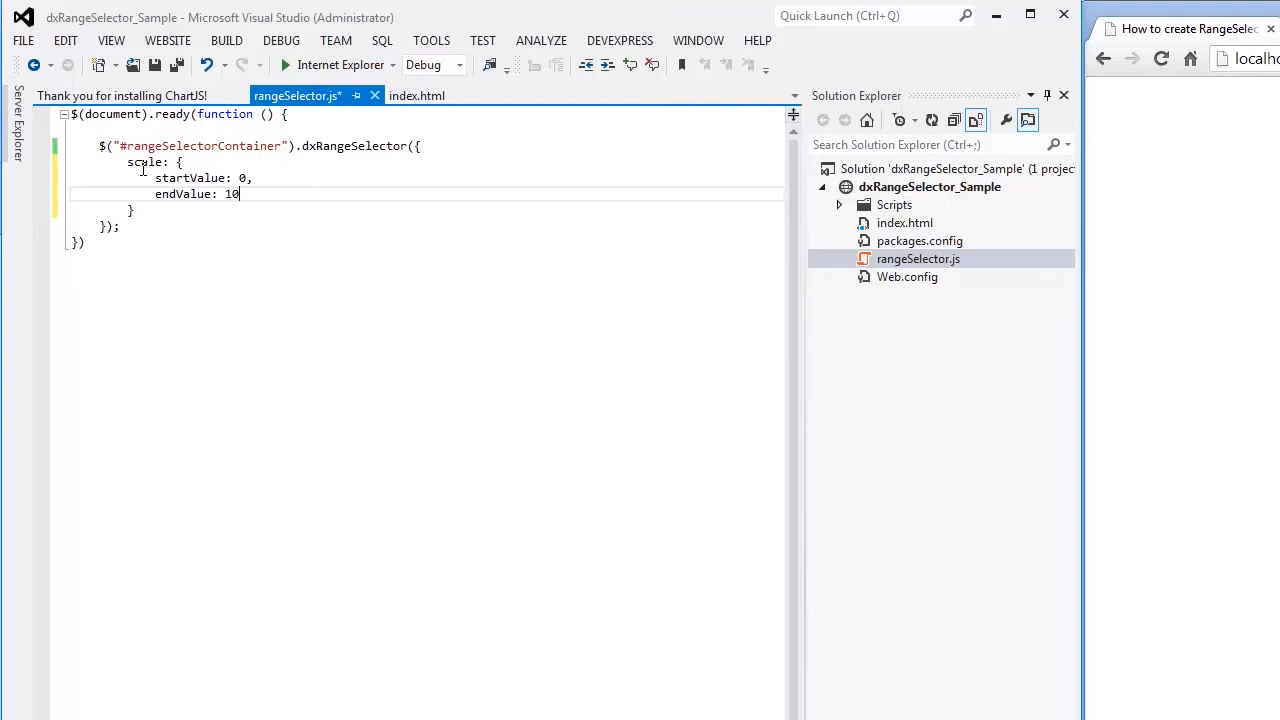 dxRangeSelector_Sample - Microsoft Visual Studio (Administrator)
Quick Launch (Ctrl+Q)
FILE EDIT VIEW WEBSITE BUILD DEBUG TEAM SQL TOOLS TEST ANALYZE DEVEXPRESS WINDOW HELP
Internet Explorer Debug
Server Explorer
Thank you for installing ChartJS! rangeSelector.js* index.html
$(document).ready(function () {
$("#rangeSelectorContainer").dxRangeSelector({
scale: {
startValue: 0,
endValue: 10
}
});
})
Solution Explorer
Search Solution Explorer (Ctrl+;)
Solution 'dxRangeSelector_Sample' (1 project
dxRangeSelector_Sample
Scripts
index.html
packages.config
rangeSelector.js
Web.config
How to create RangeSelec
localho